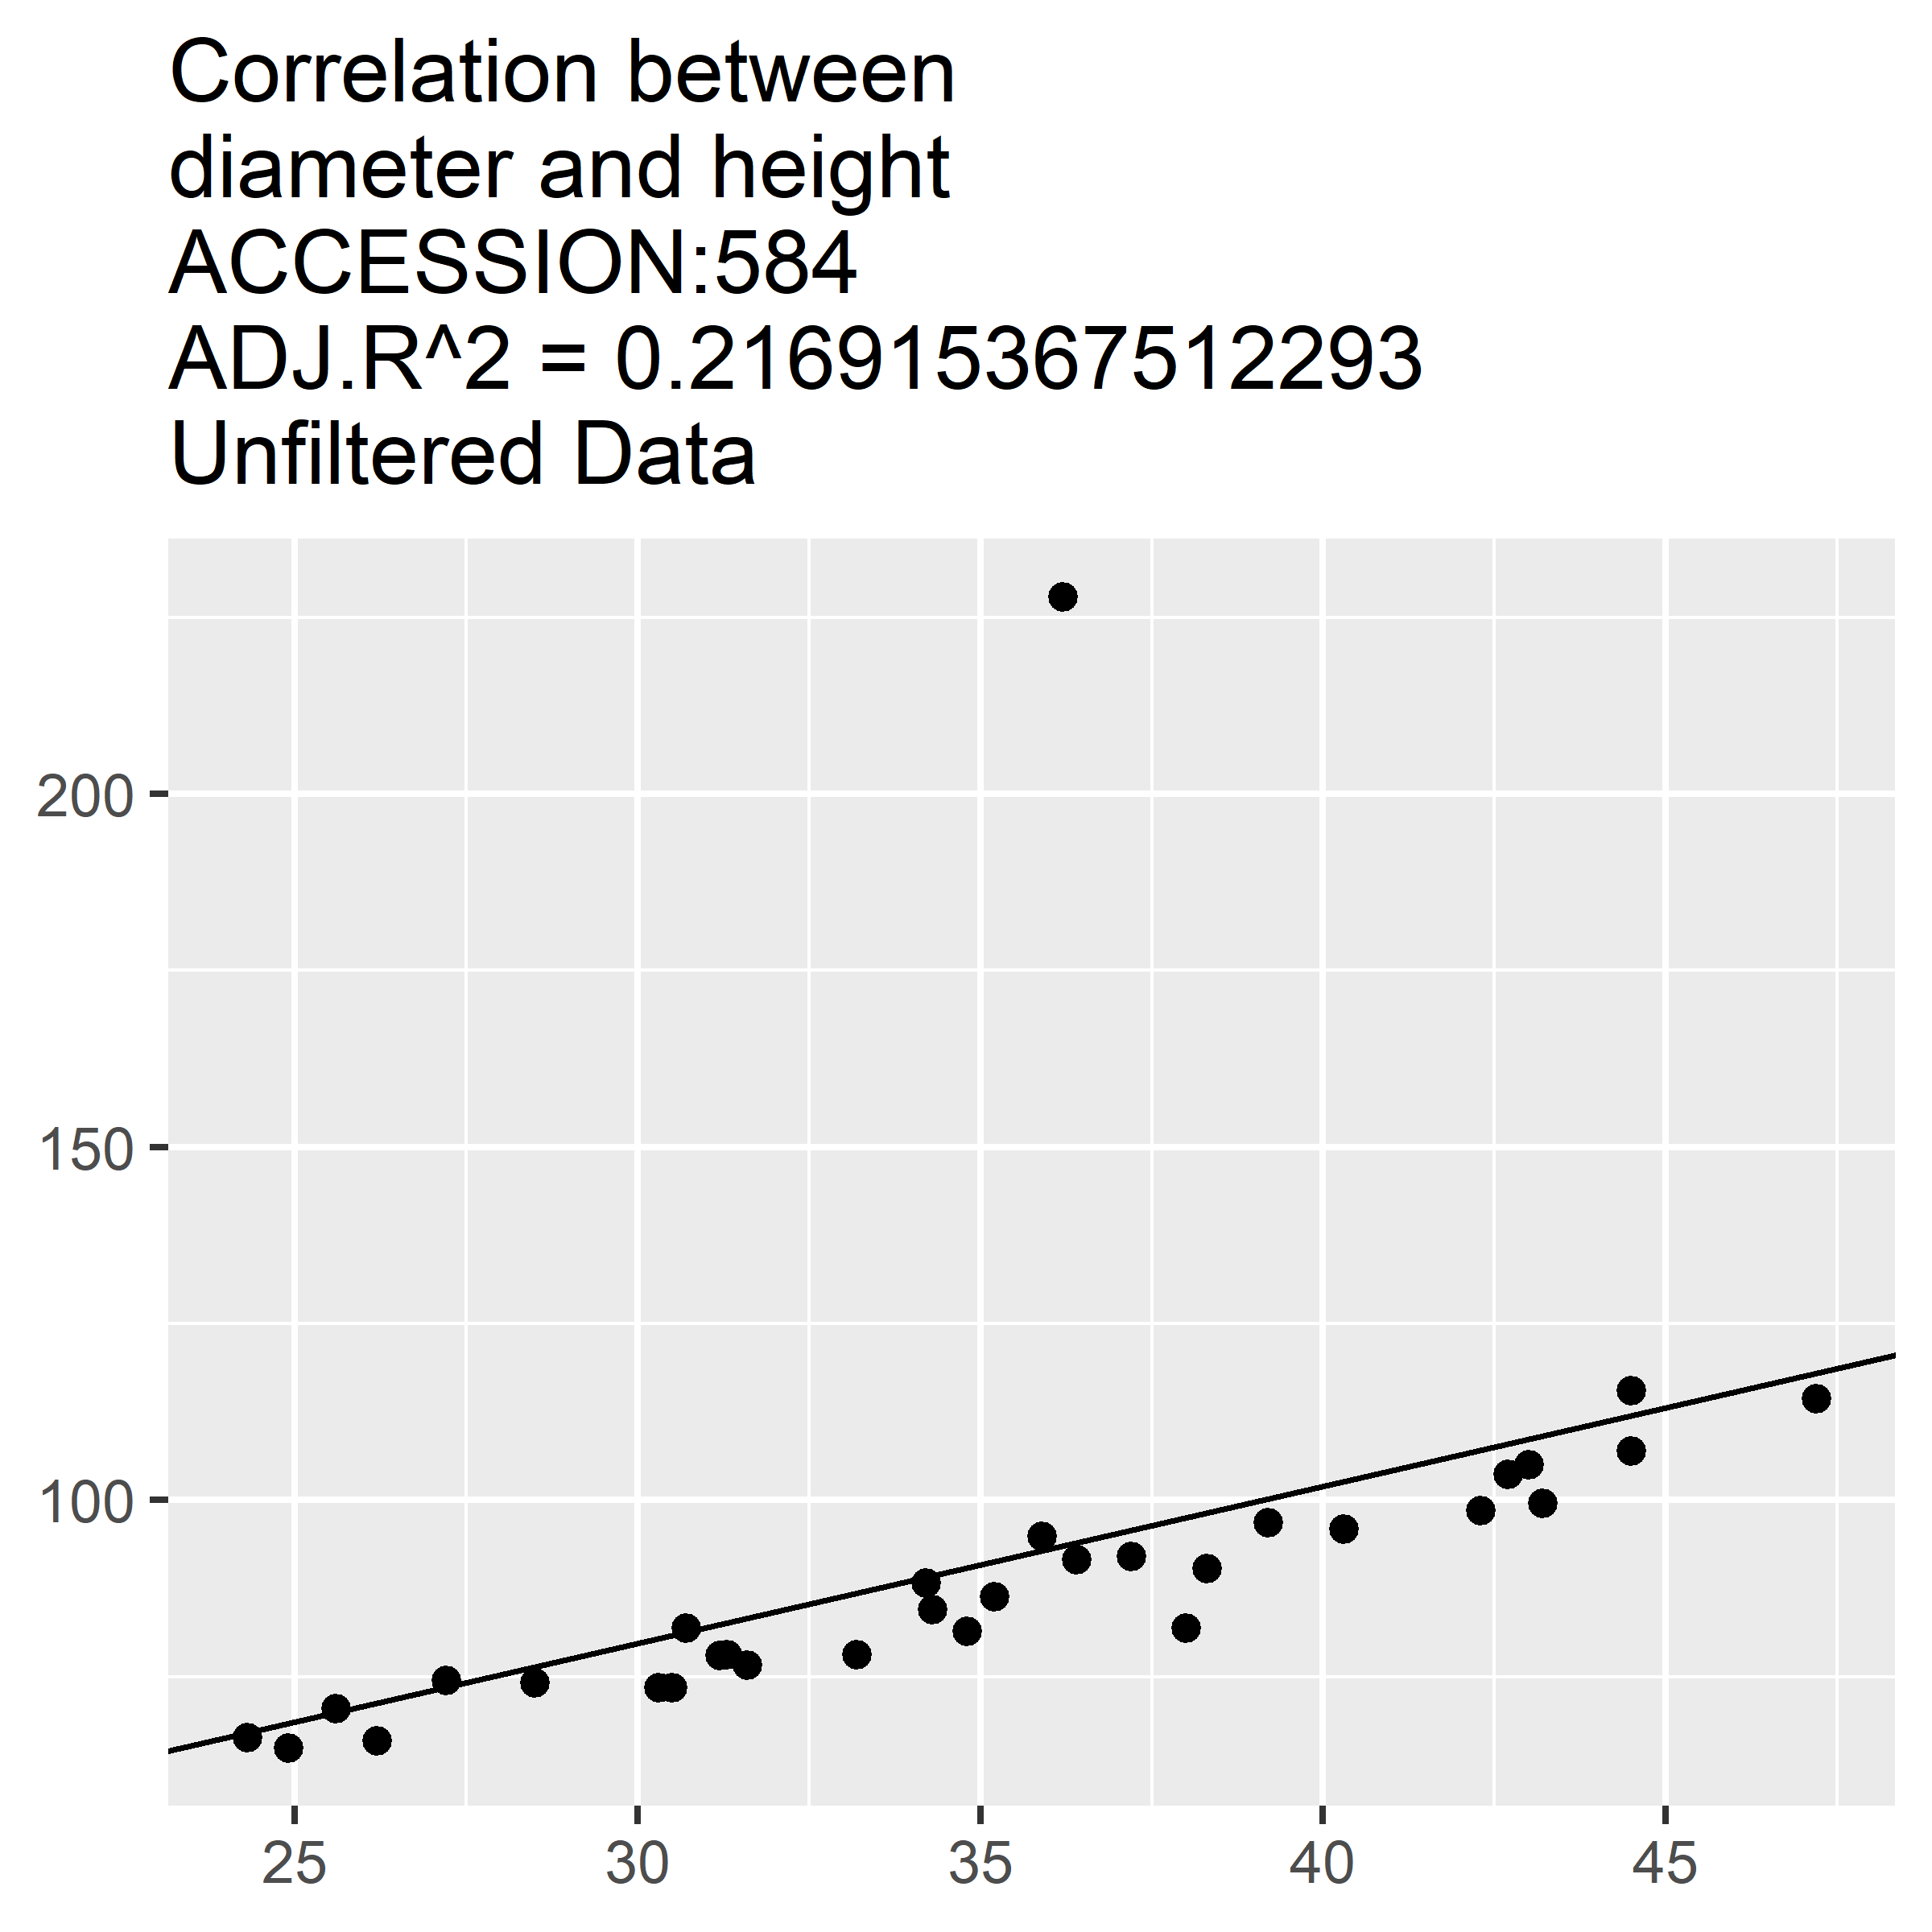 Correlation between
diameter and height
ACCESSION:584
ADJ.R^2 = 0.216915367512293
Unfiltered Data
200
150
100
25 30 35 40 45